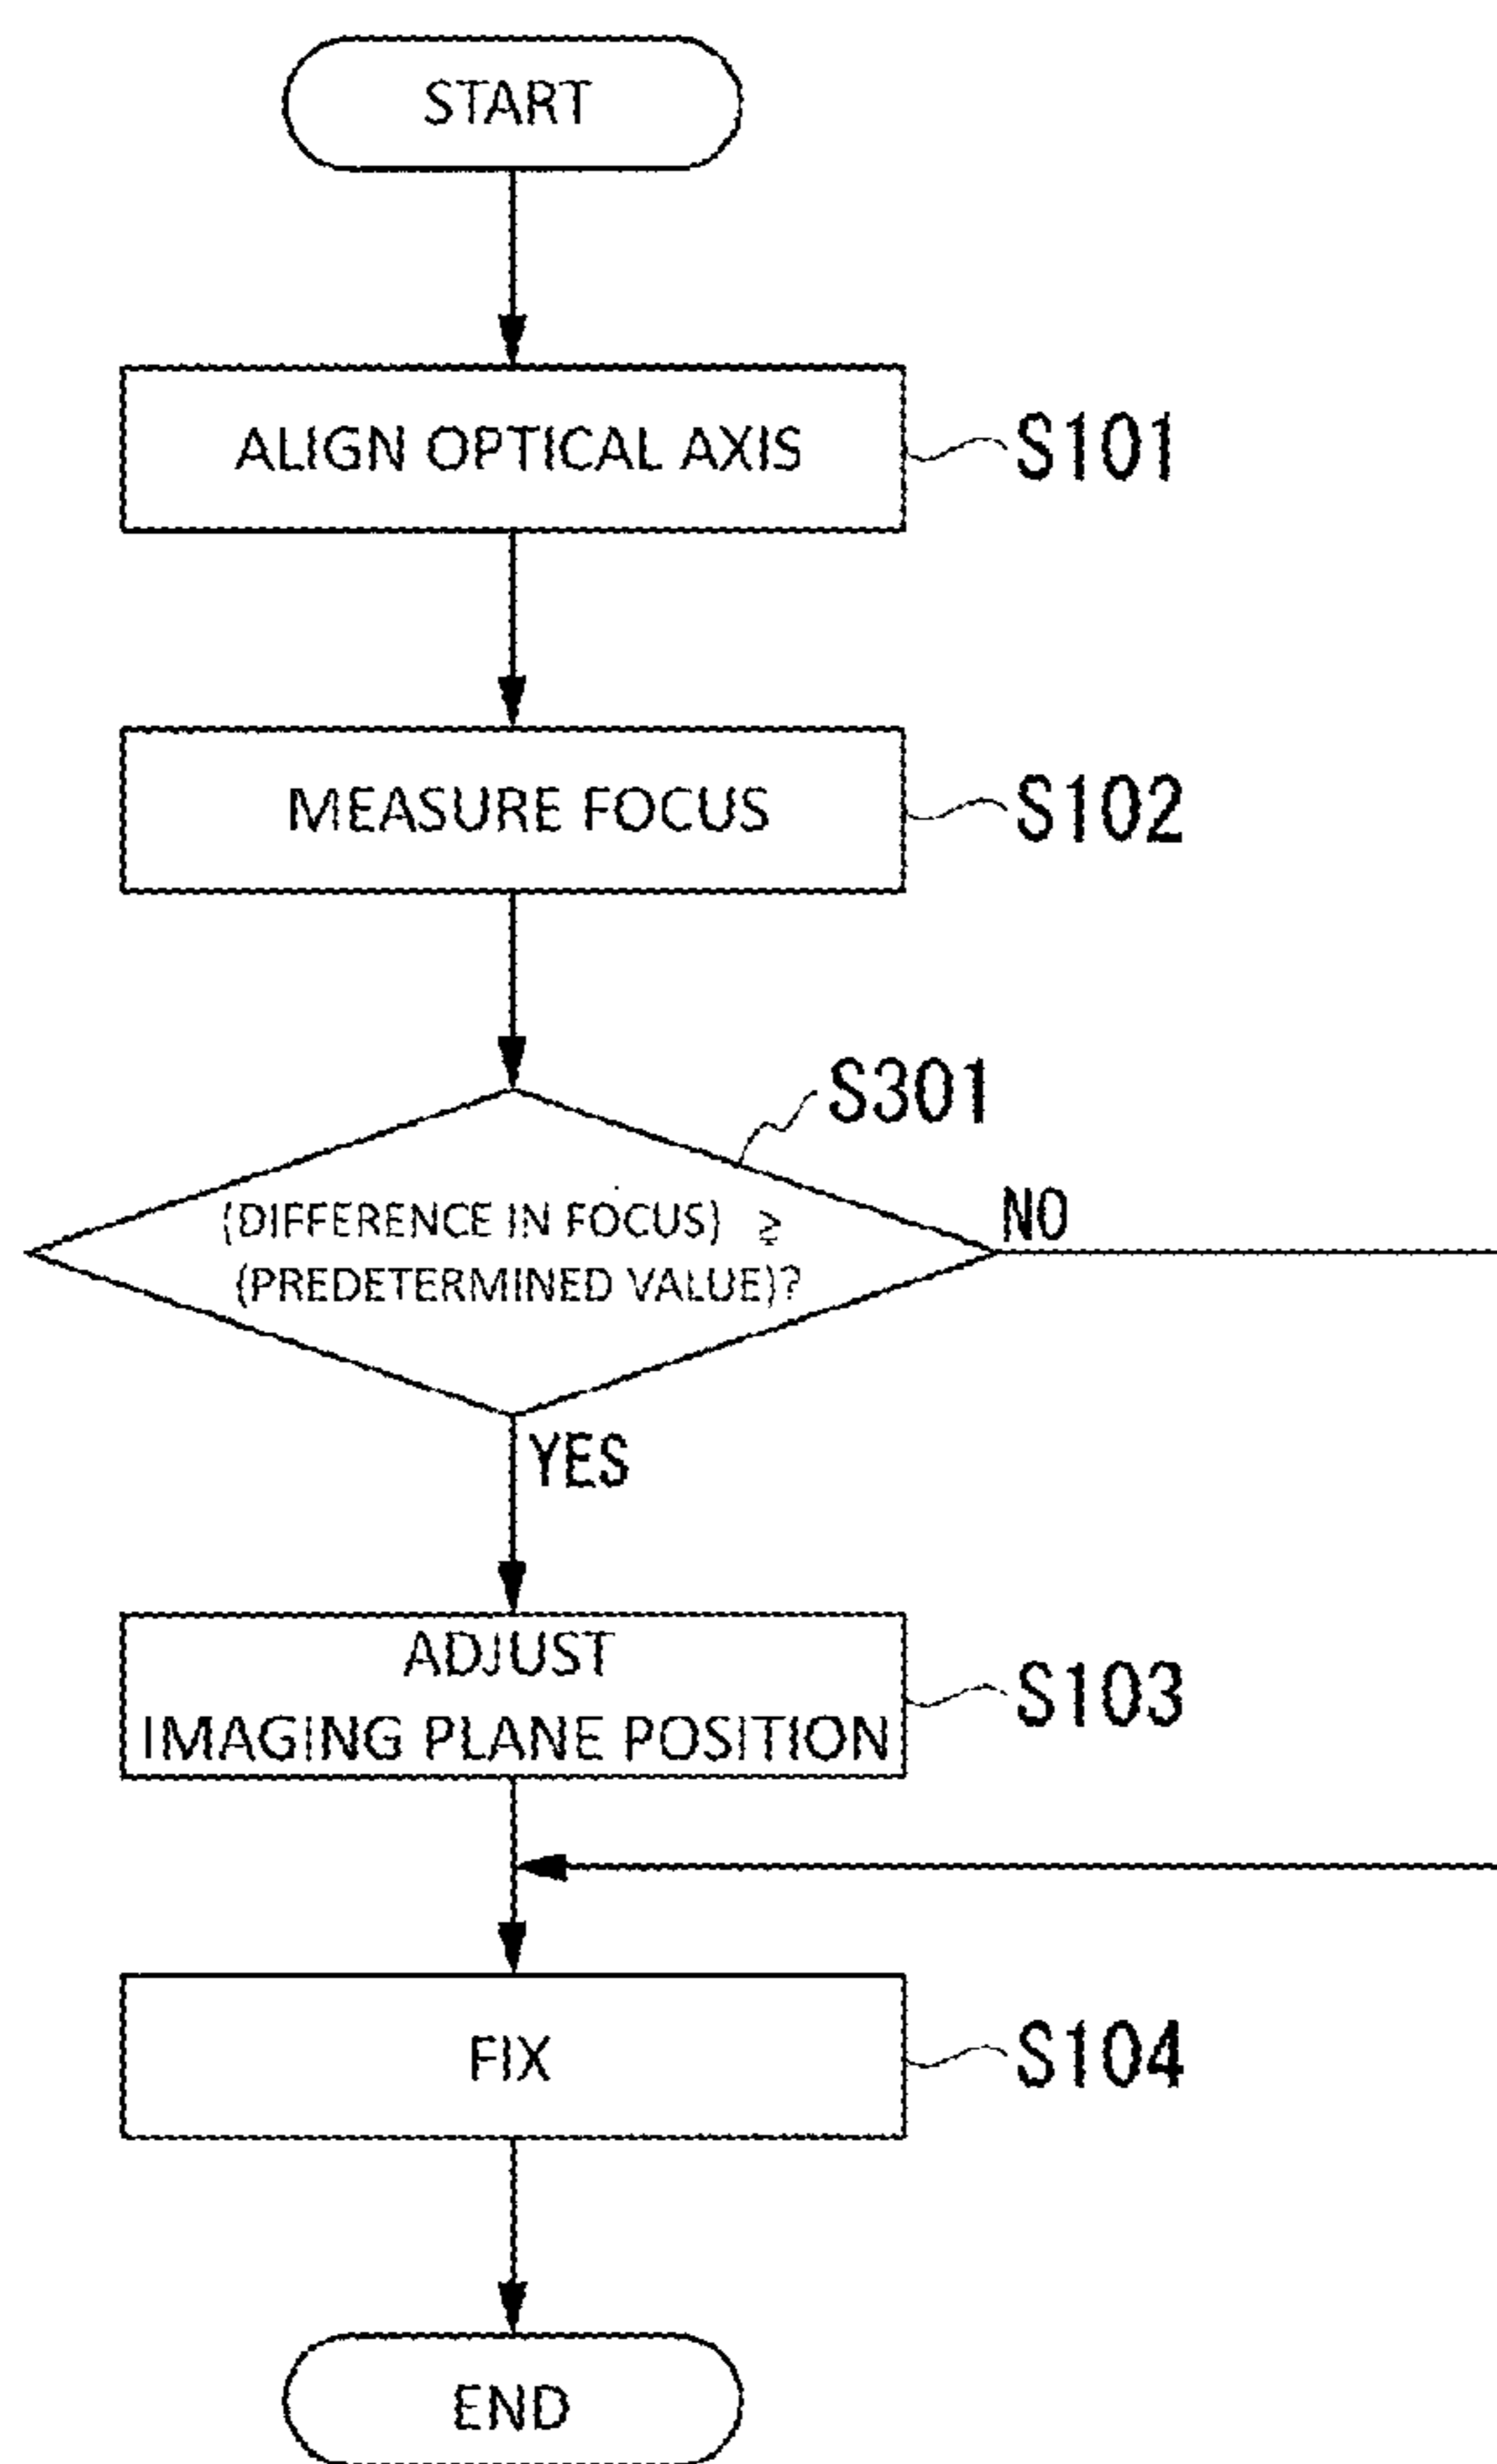 START
ALIGN OPTICAL AXIS
S101
MEASURE FOCUS
S102
S301
(DIFFERENCE IN FOCUS) ≧
(PREDETERMINED VALUE)?
NO
YES
ADJUST
IMAGING PLANE POSITION
S103
FIX
S104
END